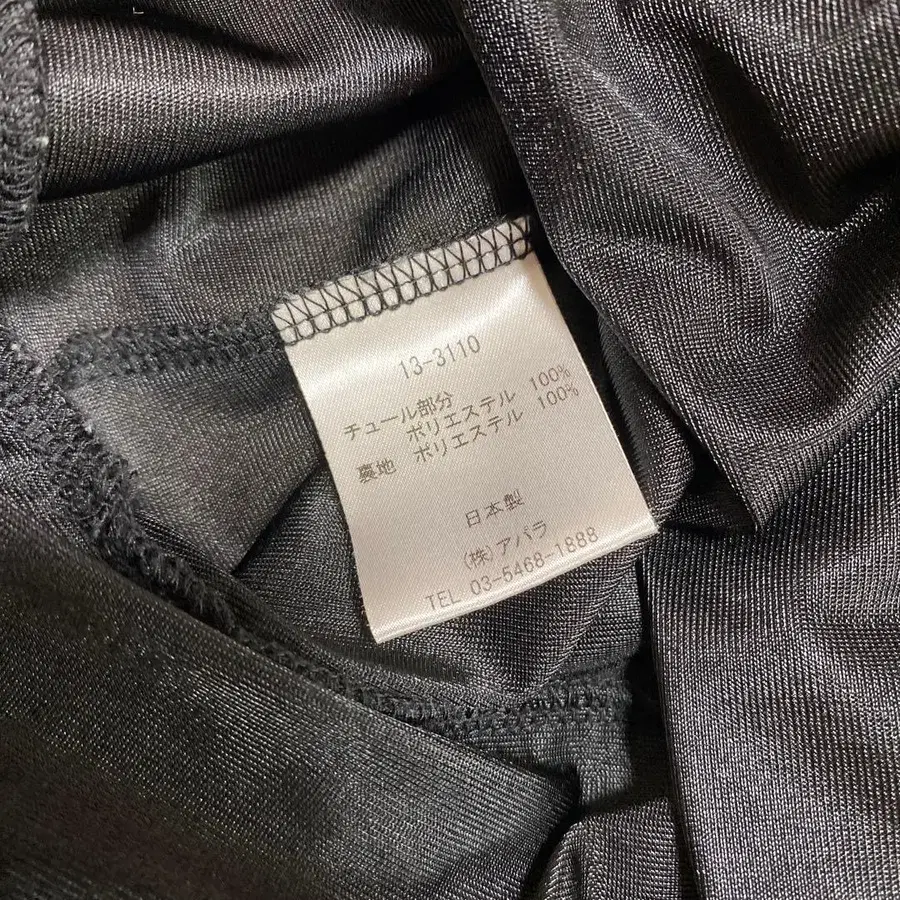 13-3110
チュール部分
ポリエステル 100%
裏地 ポリエステル 100%
日本製
(株)アパラ
TEL 03-5468-1888